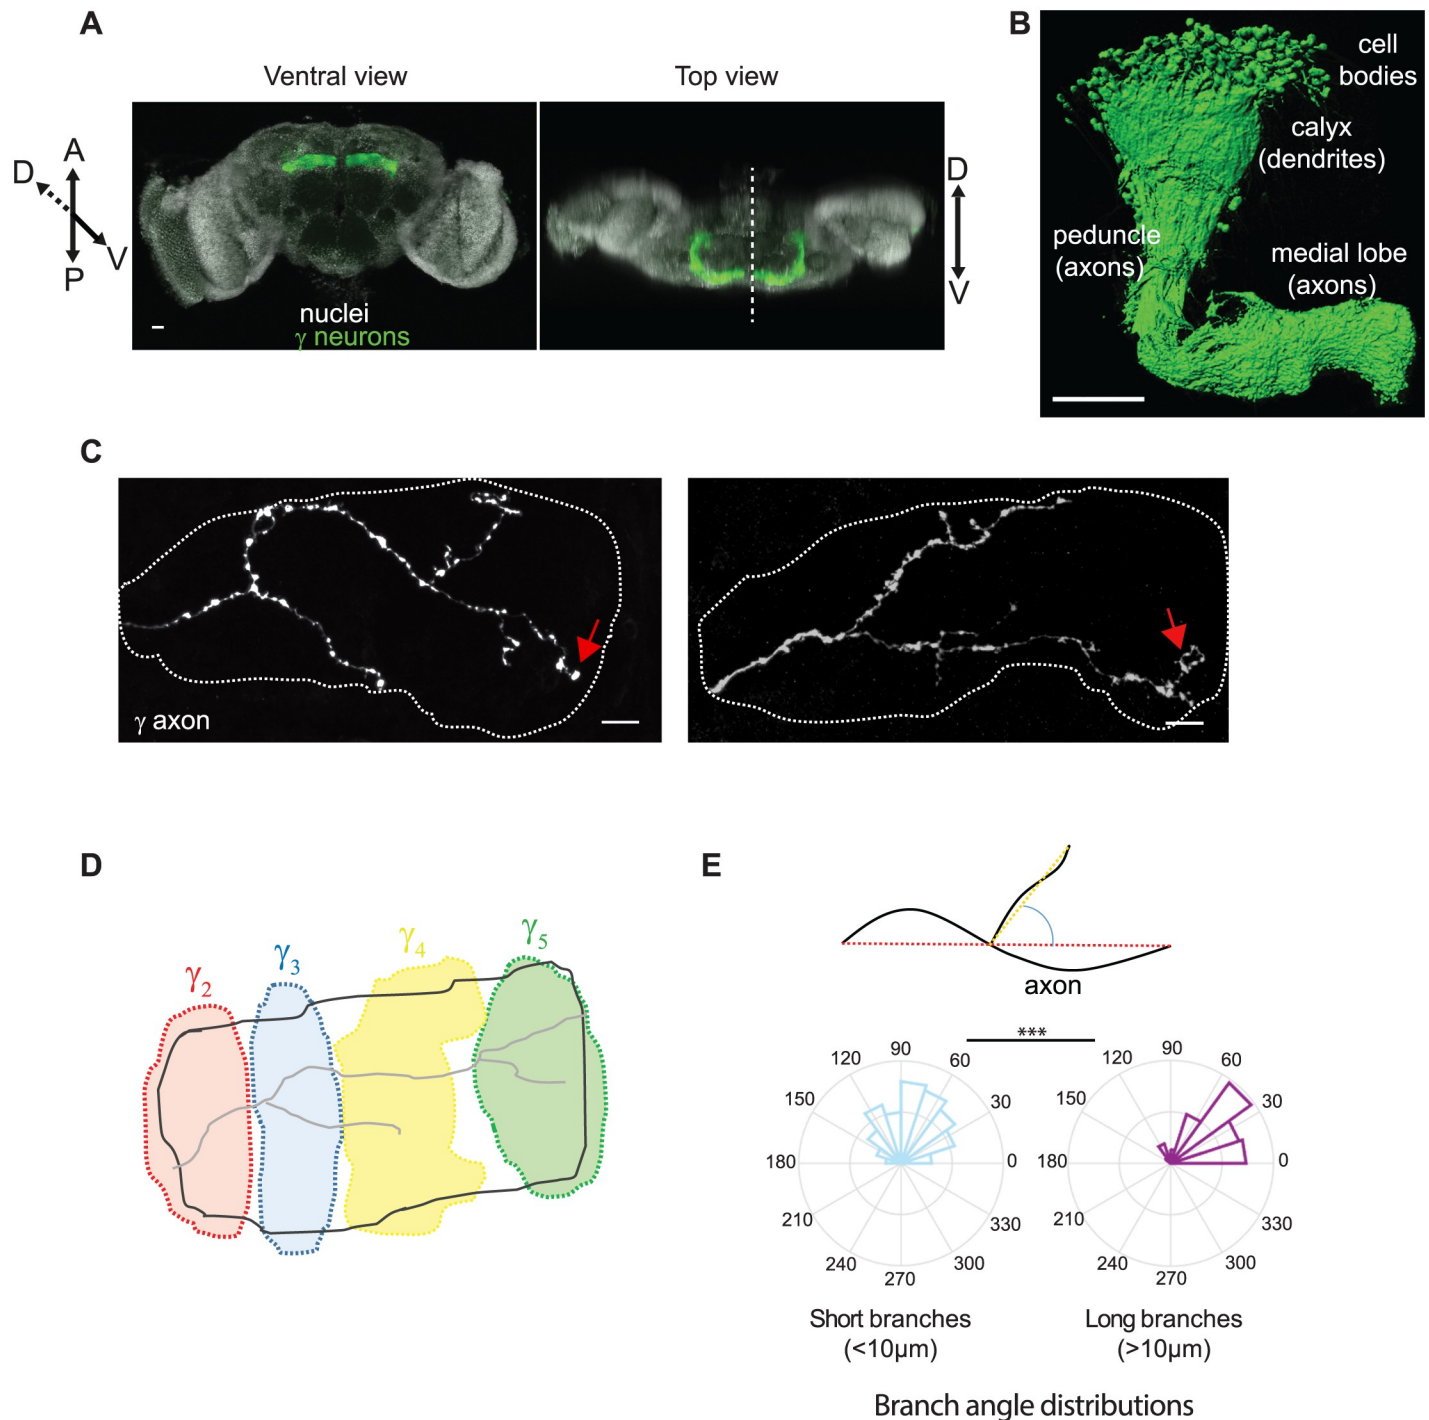 A
Ventral view
Top view
A
D
V
P
nuclei
γ neurons
D
V
B
cell
bodies
calyx
(dendrites)
peduncle
(axons)
medial lobe
(axons)
C
γ axon
D
γ2
γ3
γ4
γ5
E
axon
***
90
120
60
150
30
180
0
210
330
240
300
270
90
120
60
150
30
180
0
210
330
240
300
270
Short branches
(<10μm)
Long branches
(>10μm)
Branch angle distributions